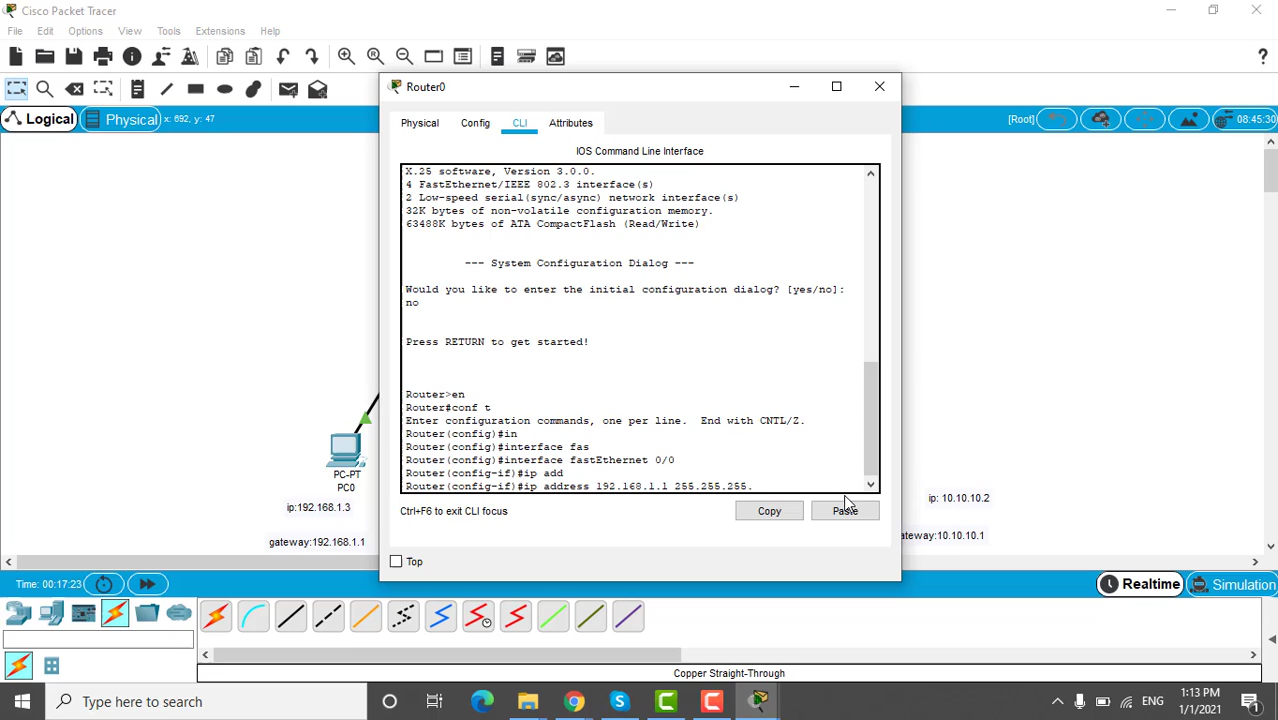 Cisco Packet Tracer
File Edit Options View Tools Extensions Help
Logical Physical x: 692, y: 47 [Root] 08:45:30
Router0
Physical Config CLI Attributes
IOS Command Line Interface
X.25 software, Version 3.0.0.
4 FastEthernet/IEEE 802.3 interface(s)
2 Low-speed serial(sync/async) network interface(s)
32K bytes of non-volatile configuration memory.
63488K bytes of ATA CompactFlash (Read/Write)
--- System Configuration Dialog ---
Would you like to enter the initial configuration dialog? [yes/no]:
no
Press RETURN to get started!
Router>en
Router#conf t
Enter configuration commands, one per line.  End with CNTL/Z.
Router(config)#in
Router(config)#interface fas
Router(config)#interface fastEthernet 0/0
Router(config-if)#ip add
Router(config-if)#ip address 192.168.1.1 255.255.255.
Ctrl+F6 to exit CLI focus
Copy Paste
Top
PC-PT
PC0
ip:192.168.1.3
gateway:192.168.1.1
ip: 10.10.10.2
gateway:10.10.10.1
Time: 00:17:23 Realtime Simulation
Copper Straight-Through
Type here to search
ENG
1:13 PM
1/1/2021
1